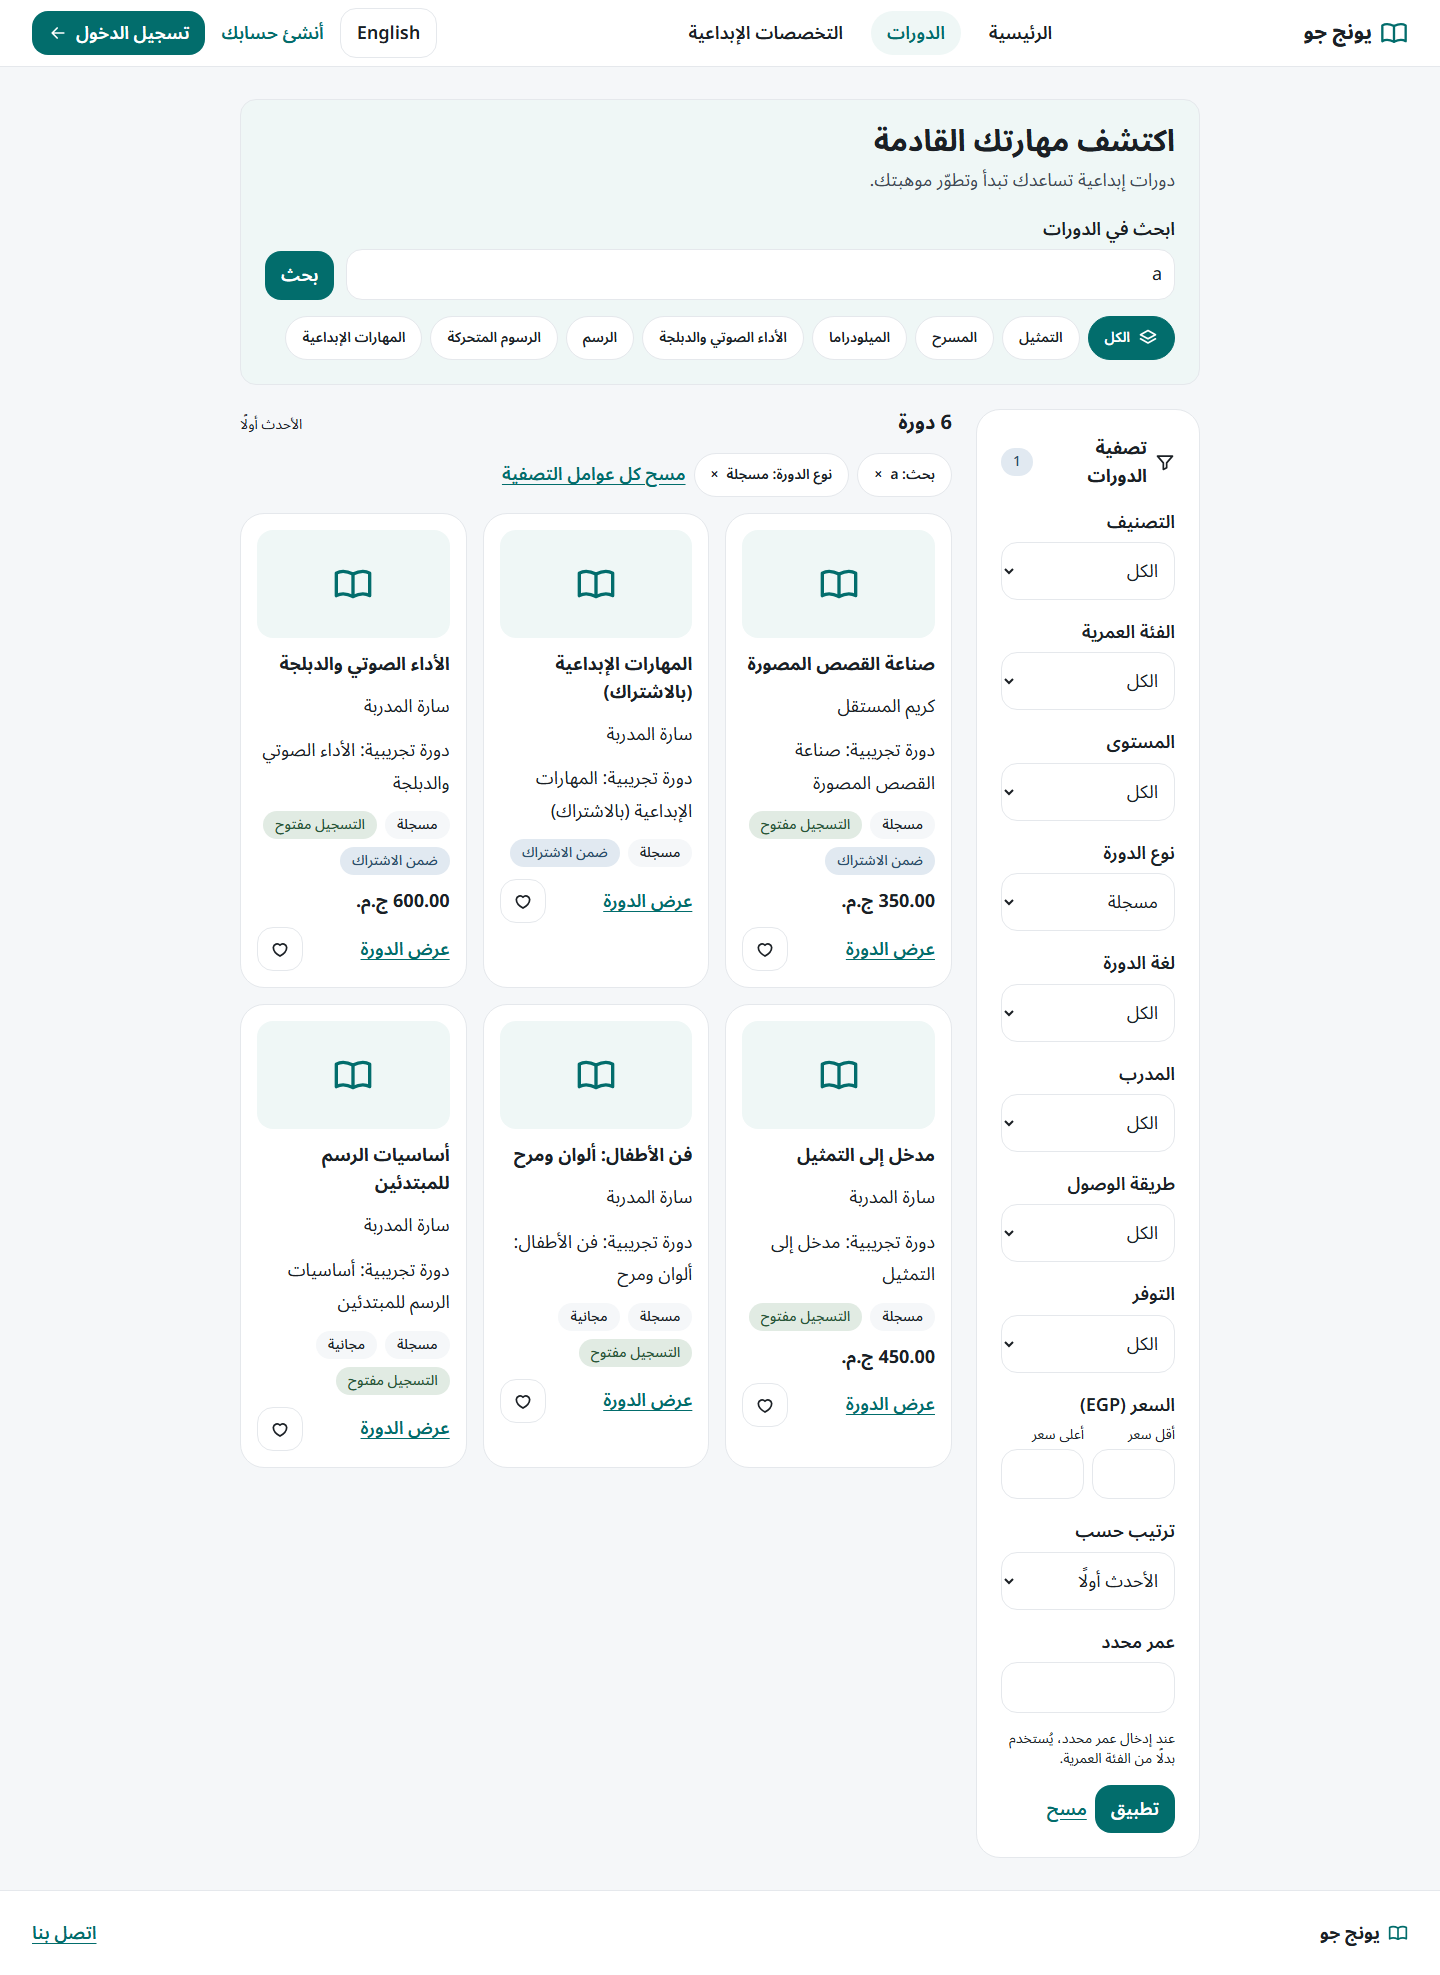 يونج جو
الرئيسية
الدورات
التخصصات الإبداعية
English
أنشئ حسابك
تسجيل الدخول
اكتشف مهارتك القادمة
دورات إبداعية تساعدك تبدأ وتطوّر موهبتك.
ابحث في الدورات
a
بحث
الكل
التمثيل
المسرح
الميلودراما
الأداء الصوتي والدبلجة
الرسم
الرسوم المتحركة
المهارات الإبداعية
تصفية
الدورات
1
التصنيف
الكل
الفئة العمرية
الكل
المستوى
الكل
نوع الدورة
مسجلة
لغة الدورة
الكل
المدرب
الكل
طريقة الوصول
الكل
التوفر
الكل
السعر (EGP)
أقل سعر
أعلى سعر
ترتيب حسب
الأحدث أولًا
عمر محدد
عند إدخال عمر محدد، يُستخدم
بدلًا من الفئة العمرية.
تطبيق
مسح
6 دورة
الأحدث أولًا
بحث: a ×
نوع الدورة: مسجلة ×
مسح كل عوامل التصفية
صناعة القصص المصورة
كريم المستقل
دورة تجريبية: صناعة
القصص المصورة
مسجلة
التسجيل مفتوح
ضمن الاشتراك
350.00 ج.م.
عرض الدورة
المهارات الإبداعية
(بالاشتراك)
سارة المدربة
دورة تجريبية: المهارات
الإبداعية (بالاشتراك)
مسجلة
ضمن الاشتراك
عرض الدورة
الأداء الصوتي والدبلجة
سارة المدربة
دورة تجريبية: الأداء الصوتي
والدبلجة
مسجلة
التسجيل مفتوح
ضمن الاشتراك
600.00 ج.م.
عرض الدورة
مدخل إلى التمثيل
سارة المدربة
دورة تجريبية: مدخل إلى
التمثيل
مسجلة
التسجيل مفتوح
450.00 ج.م.
عرض الدورة
فن الأطفال: ألوان ومرح
سارة المدربة
دورة تجريبية: فن الأطفال:
ألوان ومرح
مسجلة
مجانية
التسجيل مفتوح
عرض الدورة
أساسيات الرسم
للمبتدئين
سارة المدربة
دورة تجريبية: أساسيات
الرسم للمبتدئين
مسجلة
مجانية
التسجيل مفتوح
عرض الدورة
يونج جو
اتصل بنا